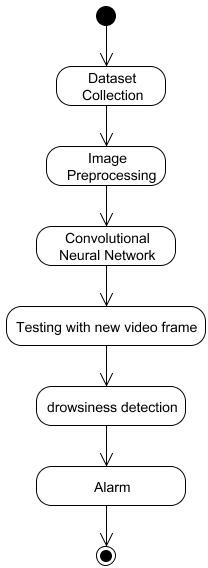 Dataset
Collection
Image
Preprocessing
Convolutional
Neural Network
Testing with new video frame
drowsiness detection
Alarm